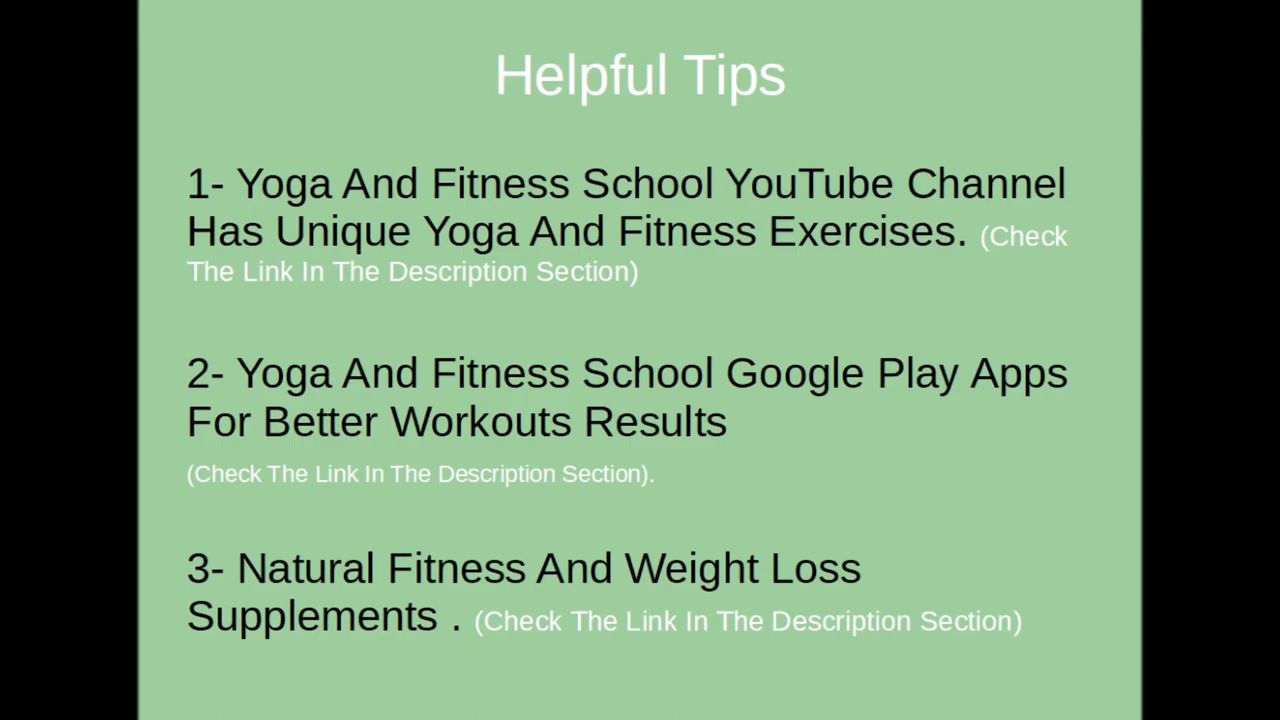 Helpful Tips
1- Yoga And Fitness School YouTube Channel
Has Unique Yoga And Fitness Exercises. (Check
The Link In The Description Section)
2- Yoga And Fitness School Google Play Apps
For Better Workouts Results
(Check The Link In The Description Section).
3- Natural Fitness And Weight Loss
Supplements . (Check The Link In The Description Section)